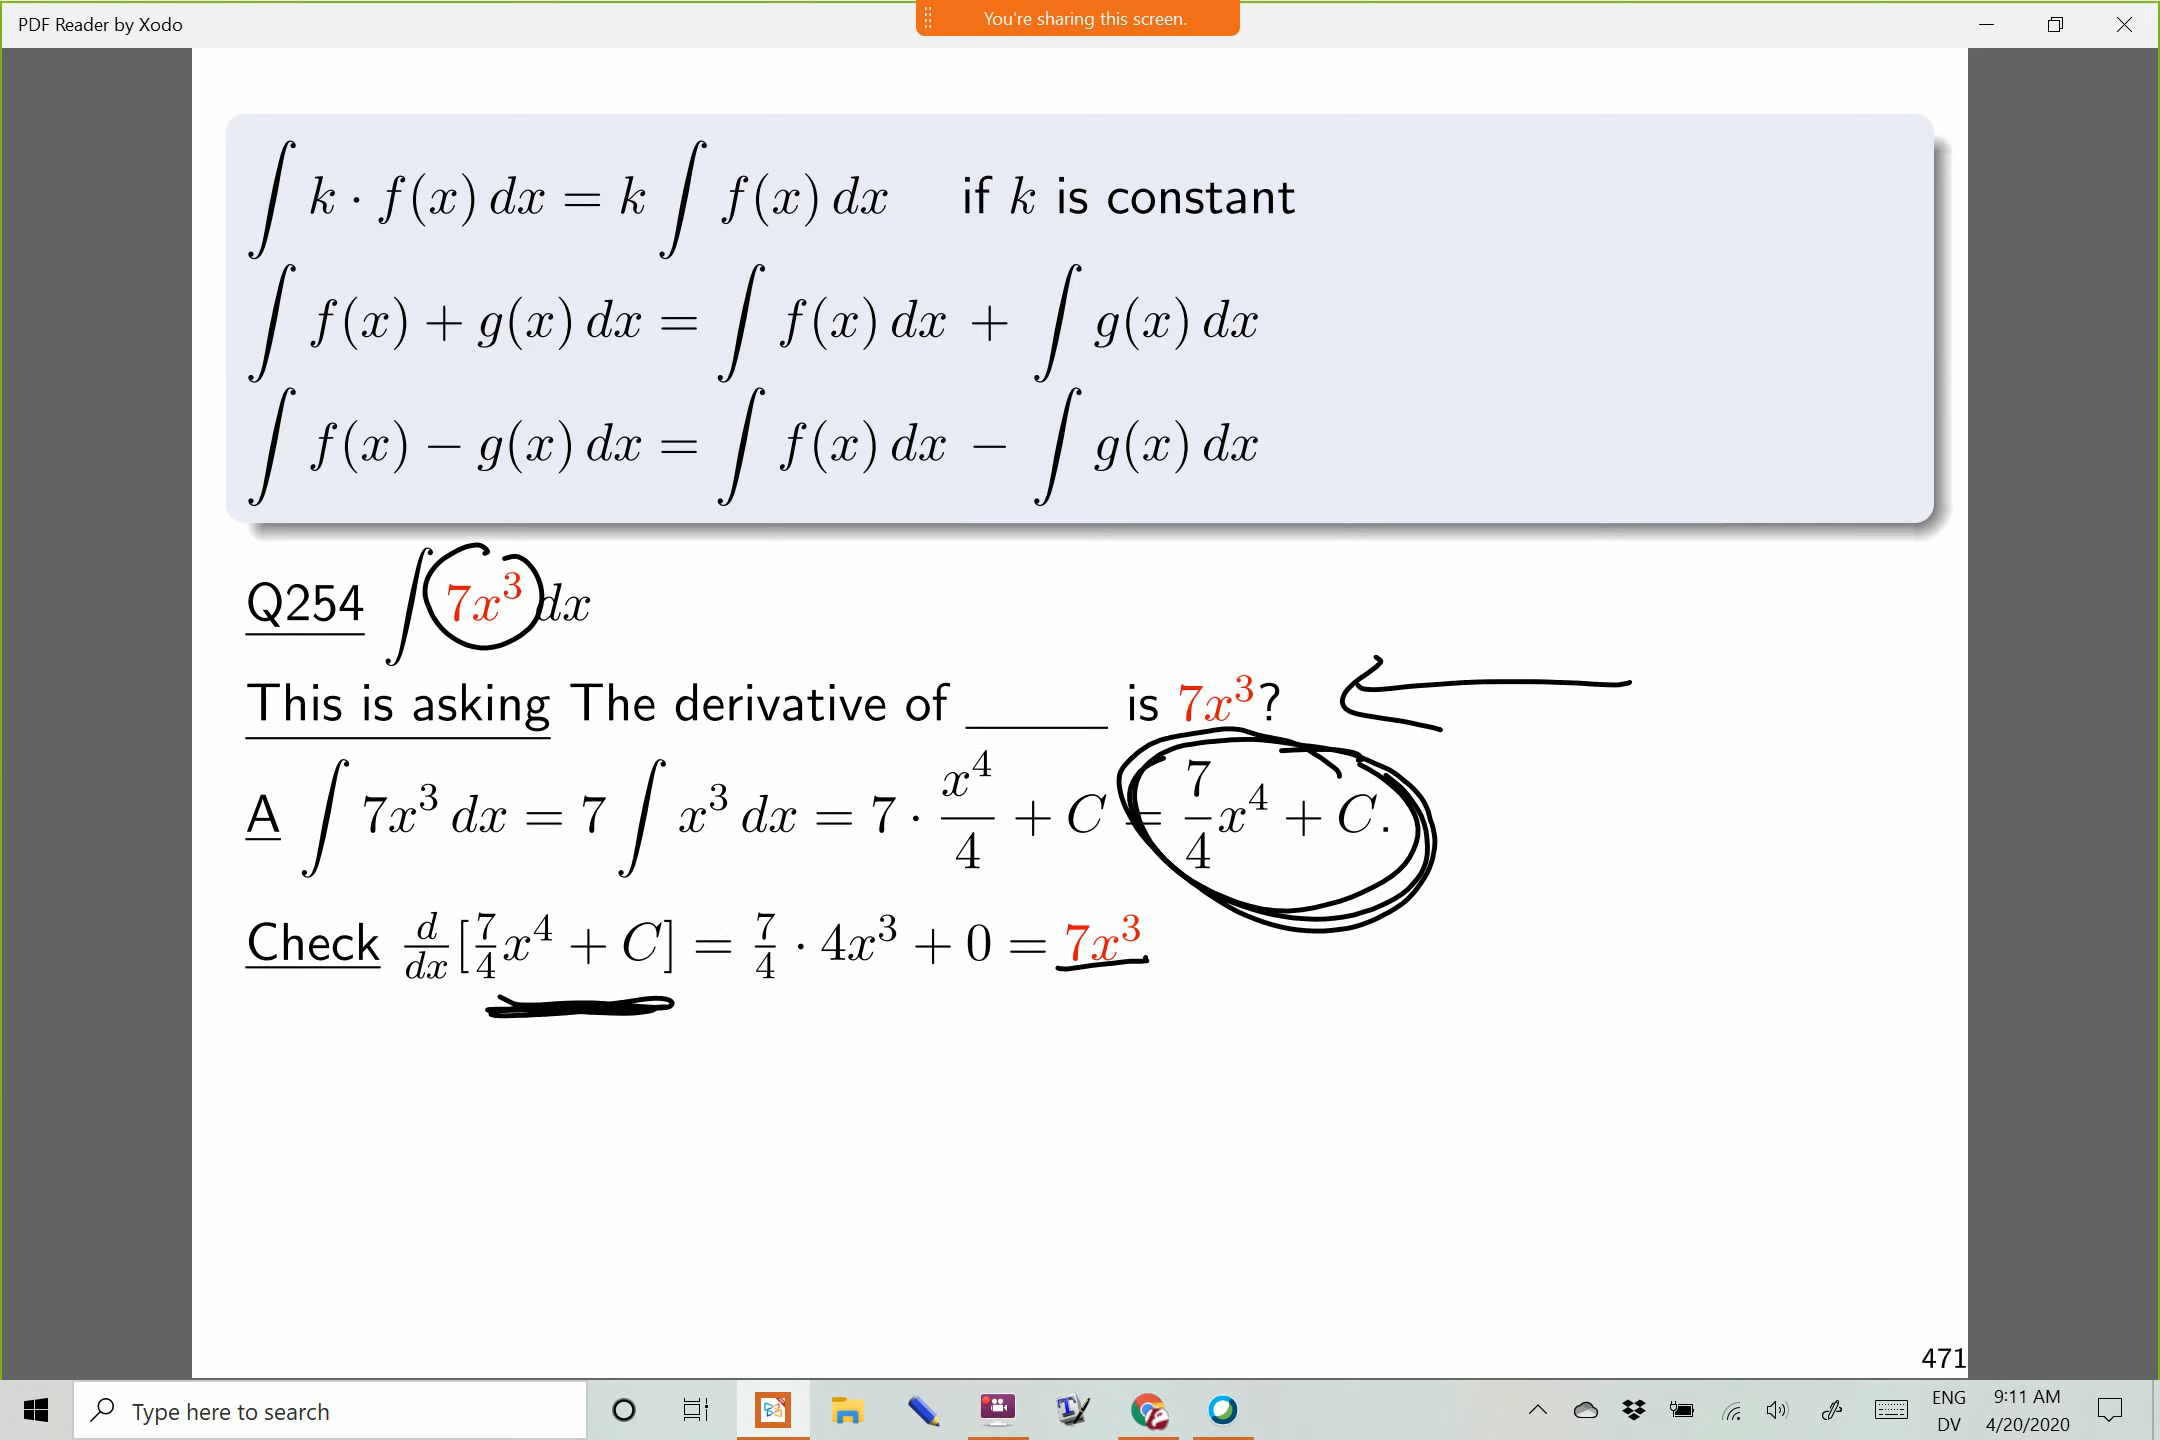 PDF Reader by Xodo
You're sharing this screen.
∫ k · f(x) dx = k ∫ f(x) dx if k is constant
∫ f(x) + g(x) dx = ∫ f(x) dx + ∫ g(x) dx
∫ f(x) − g(x) dx = ∫ f(x) dx − ∫ g(x) dx
Q254 ∫ 7x³ dx
This is asking The derivative of _____ is 7x³?
A ∫ 7x³ dx = 7 ∫ x³ dx = 7 · x⁴/4 + C = 7/4 x⁴ + C.
Check d/dx [7/4 x⁴ + C] = 7/4 · 4x³ + 0 = 7x³
471
Type here to search
ENG
DV
9:11 AM
4/20/2020